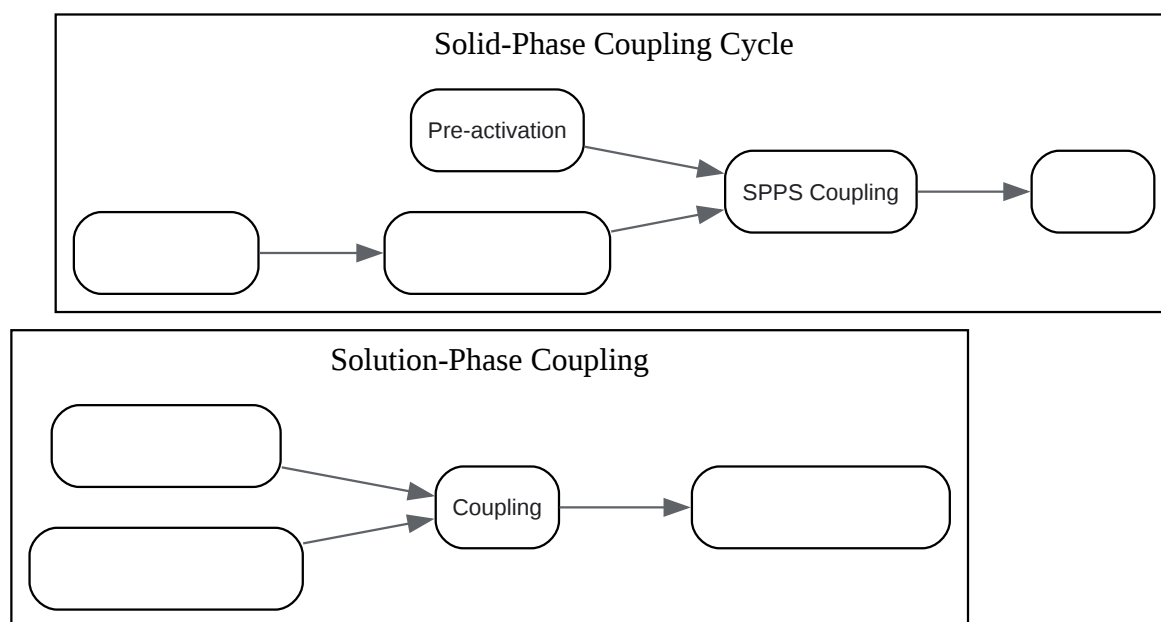 Solid-Phase Coupling Cycle
Pre-activation
SPPS Coupling
Solution-Phase Coupling
Coupling